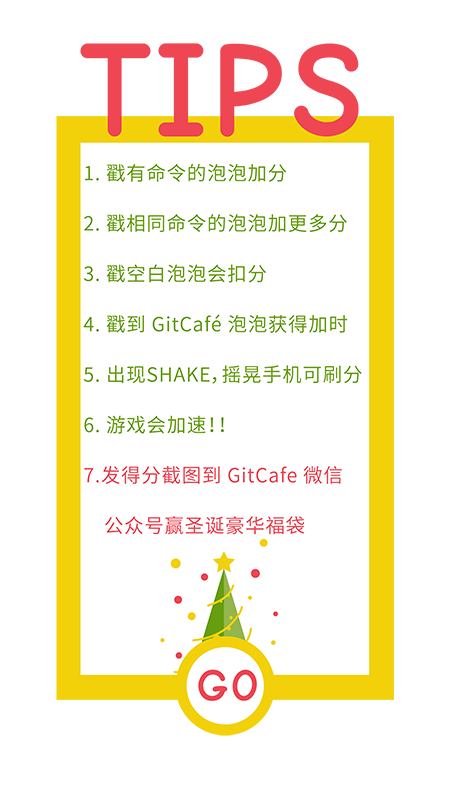 TIPS
1. 戳有命令的泡泡加分
2. 戳相同命令的泡泡加更多分
3. 戳空白泡泡会扣分
4. 戳到 GitCafé 泡泡获得加时
5. 出现SHAKE，摇晃手机可刷分
6. 游戏会加速！！
7.发得分截图到 GitCafe 微信
公众号赢圣诞豪华福袋
GO